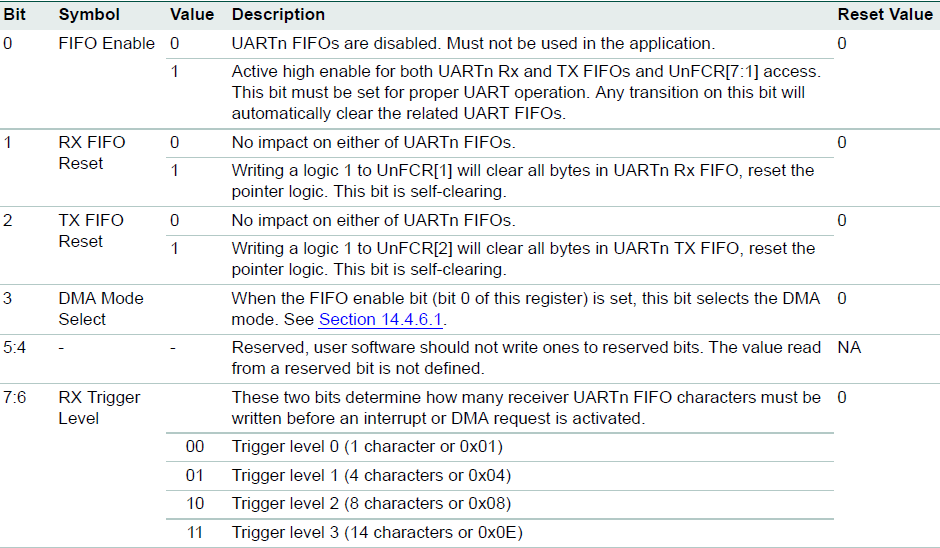 Bit Symbol Value Description Reset Value
0 FIFO Enable 0 UARTn FIFOs are disabled. Must not be used in the application. 0
1 Active high enable for both UARTn Rx and TX FIFOs and UnFCR[7:1] access.
This bit must be set for proper UART operation. Any transition on this bit will
automatically clear the related UART FIFOs.
1 RX FIFO 0 No impact on either of UARTn FIFOs. 0
Reset 1 Writing a logic 1 to UnFCR[1] will clear all bytes in UARTn Rx FIFO, reset the
pointer logic. This bit is self-clearing.
2 TX FIFO 0 No impact on either of UARTn FIFOs. 0
Reset 1 Writing a logic 1 to UnFCR[2] will clear all bytes in UARTn TX FIFO, reset the
pointer logic. This bit is self-clearing.
3 DMA Mode When the FIFO enable bit (bit 0 of this register) is set, this bit selects the DMA 0
Select mode. See Section 14.4.6.1.
5:4 - - Reserved, user software should not write ones to reserved bits. The value read NA
from a reserved bit is not defined.
7:6 RX Trigger These two bits determine how many receiver UARTn FIFO characters must be 0
Level written before an interrupt or DMA request is activated.
00 Trigger level 0 (1 character or 0x01)
01 Trigger level 1 (4 characters or 0x04)
10 Trigger level 2 (8 characters or 0x08)
11 Trigger level 3 (14 characters or 0x0E)